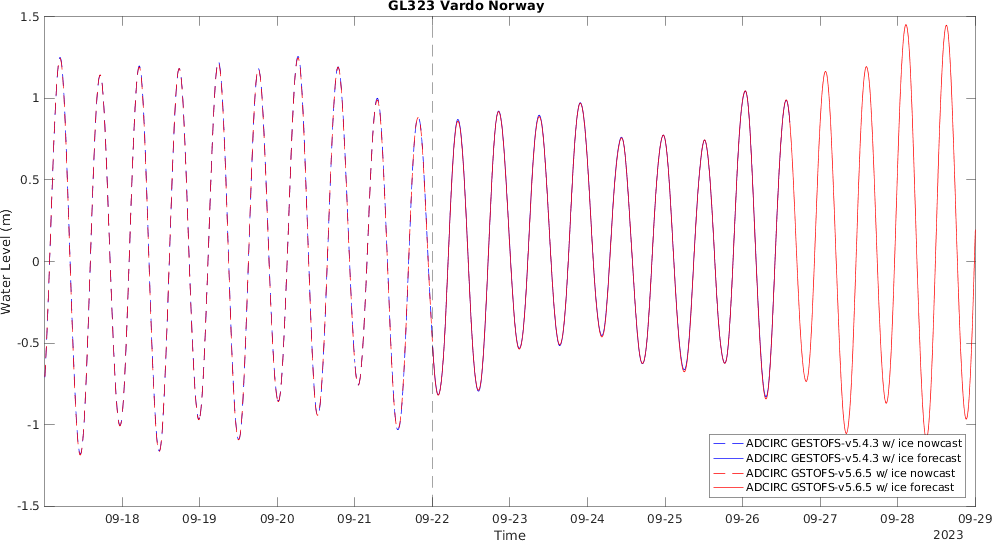 GL323 Vardo Norway
1.5
1
0.5
0
-0.5
-1
-1.5
Water Level (m)
ADCIRC GESTOFS-v5.4.3 w/ ice nowcast
ADCIRC GESTOFS-v5.4.3 w/ ice forecast
ADCIRC GSTOFS-v5.6.5 w/ ice nowcast
ADCIRC GSTOFS-v5.6.5 w/ ice forecast
09-18 09-19 09-20 09-21 09-22 09-23 09-24 09-25 09-26 09-27 09-28 09-29
Time
2023